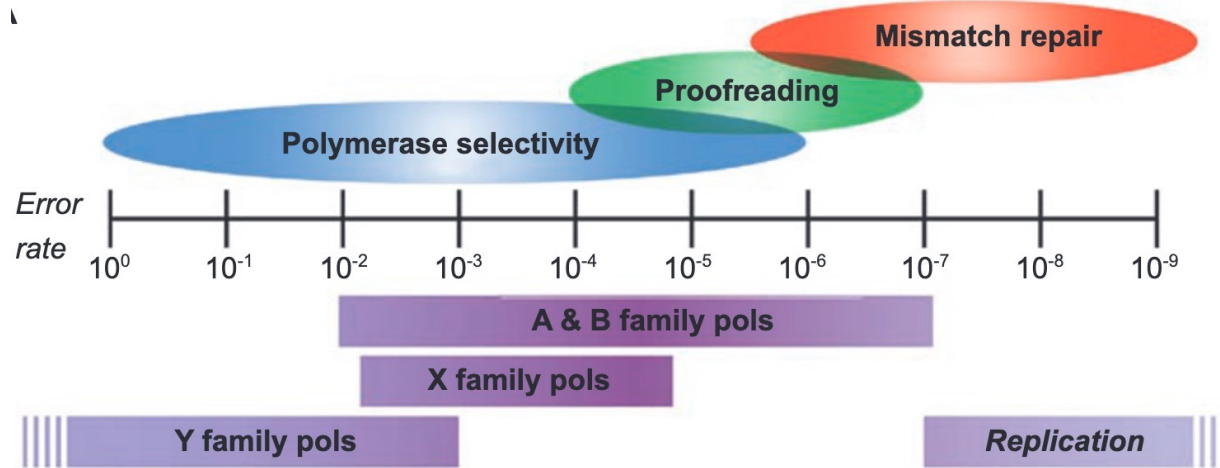 Mismatch repair
Proofreading
Polymerase selectivity
Error
rate
10⁰ 10⁻¹ 10⁻² 10⁻³ 10⁻⁴ 10⁻⁵ 10⁻⁶ 10⁻⁷ 10⁻⁸ 10⁻⁹
A & B family pols
X family pols
Y family pols Replication